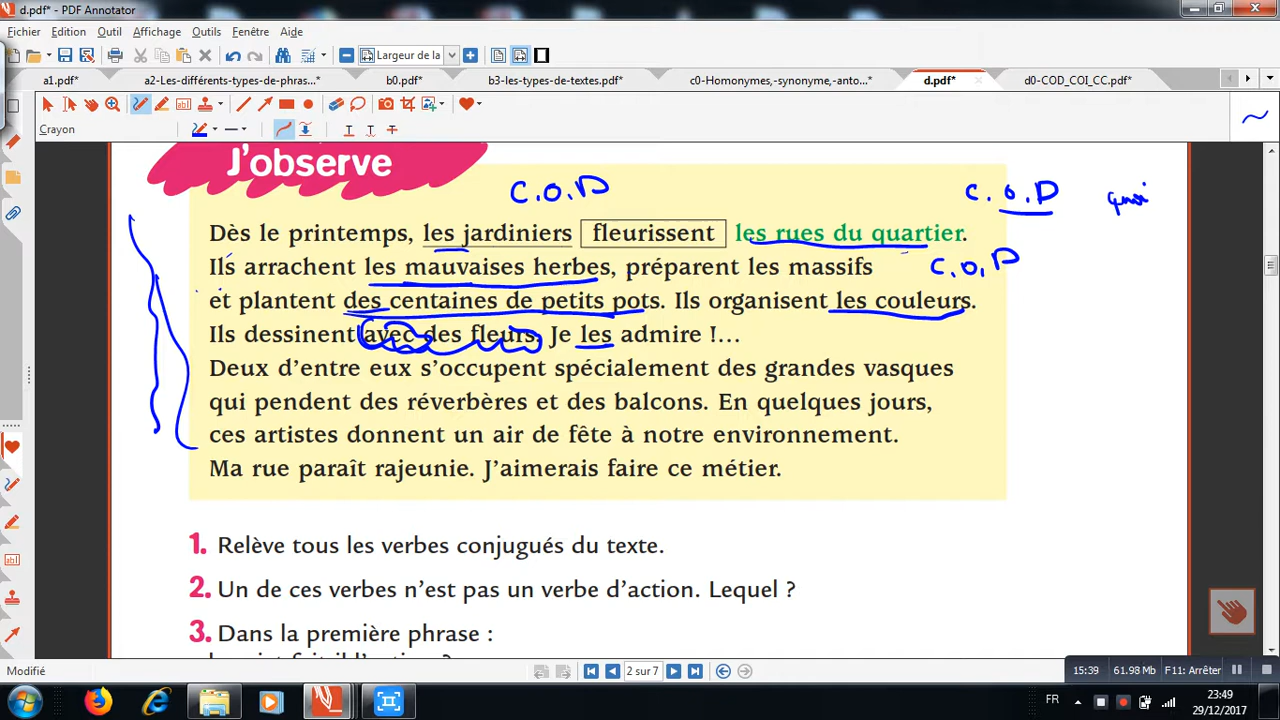 d.pdf* - PDF Annotator
Fichier Edition Outil Affichage Outils Fenêtre Aide
Largeur de la
a1.pdf* a2-Les-différents-types-de-phras...* b0.pdf* b3-les-types-de-textes.pdf* c0-Homonymes,-synonyme,-anto...* d.pdf* d0-COD_COI_CC.pdf*
Crayon
J'observe
C.O.D C.O.D quoi
Dès le printemps, les jardiniers fleurissent les rues du quartier.
Ils arrachent les mauvaises herbes, préparent les massifs C.O.D
et plantent des centaines de petits pots. Ils organisent les couleurs.
Ils dessinent avec des fleurs. Je les admire !...
Deux d'entre eux s'occupent spécialement des grandes vasques
qui pendent des réverbères et des balcons. En quelques jours,
ces artistes donnent un air de fête à notre environnement.
Ma rue paraît rajeunie. J'aimerais faire ce métier.
1. Relève tous les verbes conjugués du texte.
2. Un de ces verbes n'est pas un verbe d'action. Lequel ?
3. Dans la première phrase :
Modifié 2 sur 7 15:39 61.98 Mb F11: Arrêter
FR 23:49
29/12/2017